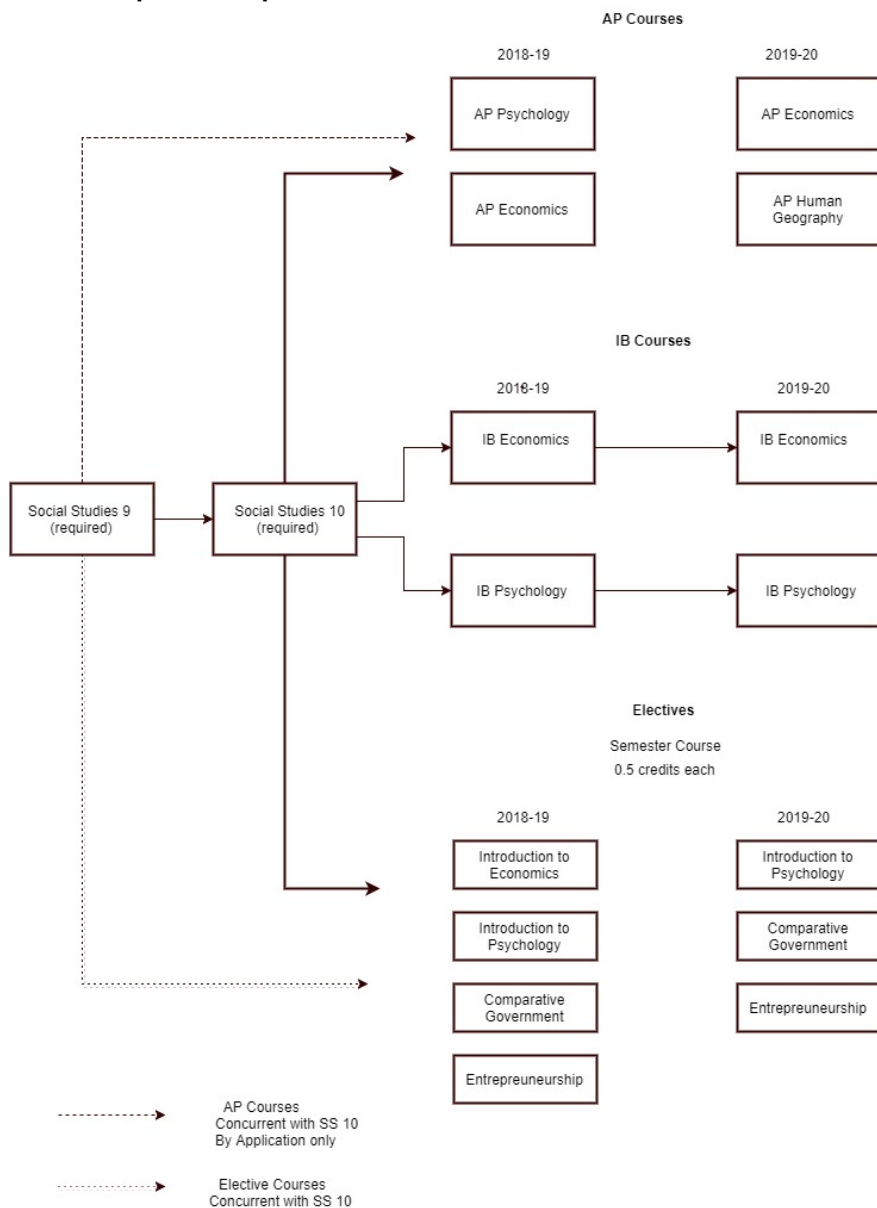 AP Courses
2018-19
2019-20
AP Psychology
AP Economics
AP Economics
AP Human
Geography
IB Courses
2018-19
2019-20
IB Economics
IB Economics
Social Studies 9
(required)
Social Studies 10
(required)
IB Psychology
IB Psychology
Electives
Semester Course
0.5 credits each
2018-19
2019-20
Introduction to
Economics
Introduction to
Psychology
Introduction to
Psychology
Comparative
Government
Comparative
Government
Entrepreuneurship
Entrepreuneurship
AP Courses
Concurrent with SS 10
By Application only
Elective Courses
Concurrent with SS 10